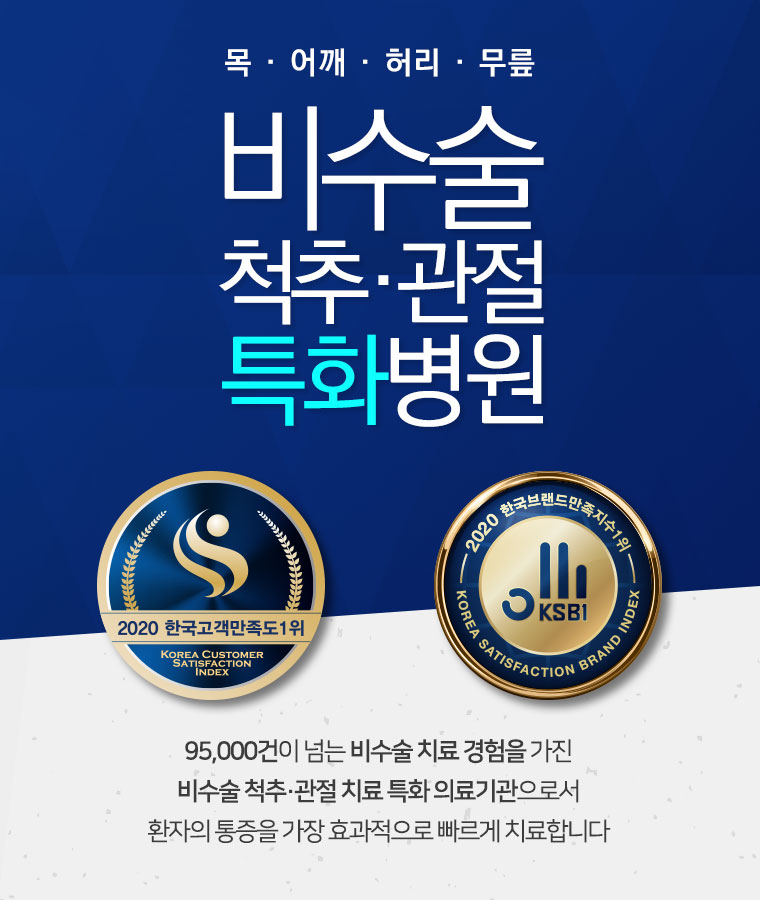 목 · 어깨 · 허리 · 무릎
비수술
척추·관절
특화병원
2020 한국고객만족도1위
KOREA CUSTOMER
SATISFACTION
INDEX
2020 한국브랜드만족지수1위
KSBI
KOREA SATISFACTION BRAND INDEX
95,000건이 넘는 비수술 치료 경험을 가진
비수술 척추·관절 치료 특화 의료기관으로서
환자의 통증을 가장 효과적으로 빠르게 치료합니다